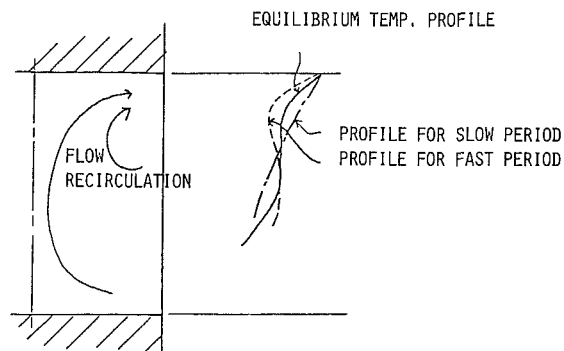 EQUILIBRIUM TEMP. PROFILE
PROFILE FOR SLOW PERIOD
PROFILE FOR FAST PERIOD
FLOW
RECIRCULATION